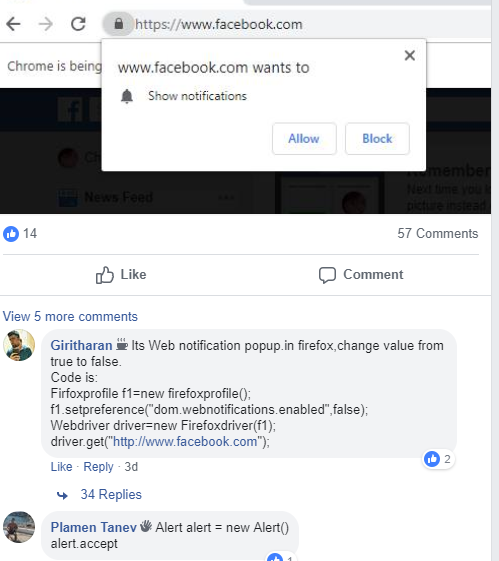 https://www.facebook.com
Chrome is being
www.facebook.com wants to
Show notifications
Allow
Block
Remember
Next time you l
picture instead
News Feed
14
57 Comments
Like
Comment
View 5 more comments
Giritharan Its Web notification popup.in firefox,change value from
true to false.
Code is:
Firfoxprofile f1=new firefoxprofile();
f1.setpreference("dom.webnotifications.enabled",false);
Webdriver driver=new Firefoxdriver(f1);
driver.get("http://www.facebook.com");
2
Like · Reply · 3d
34 Replies
Plamen Tanev Alert alert = new Alert()
alert.accept
1